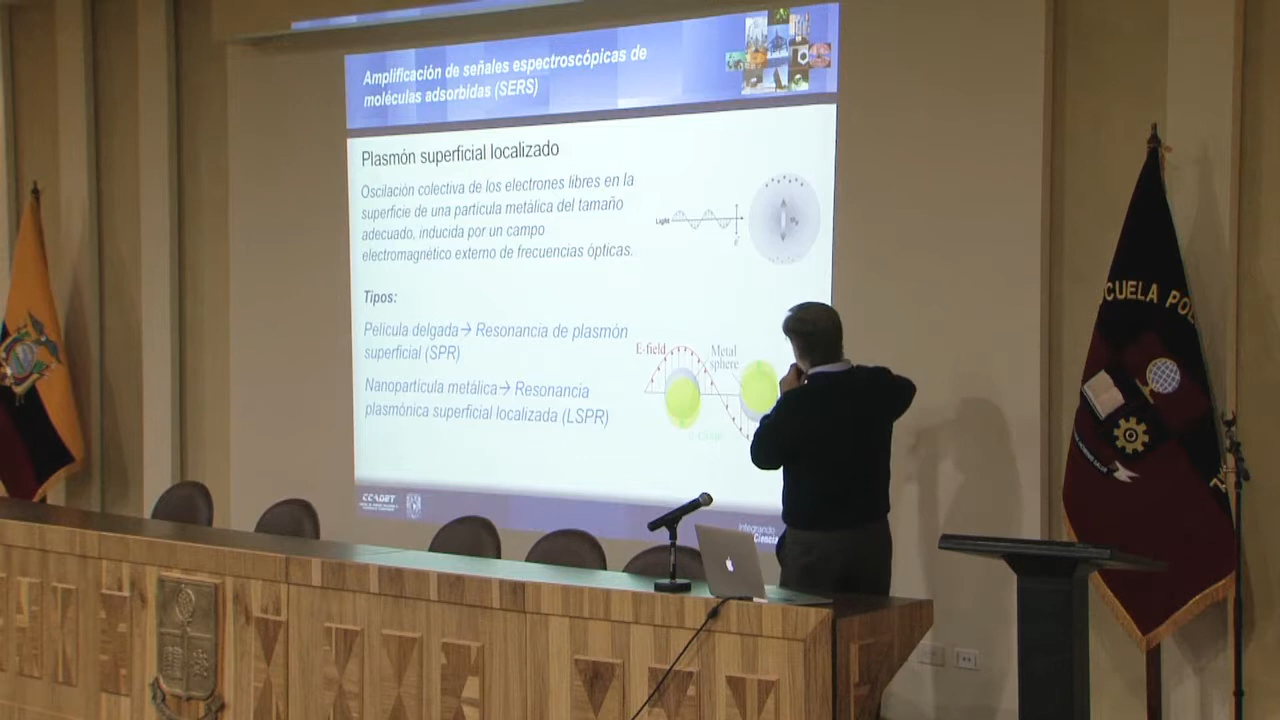 Amplificación de señales espectroscópicas de
moléculas adsorbidas (SERS)
Plasmón superficial localizado
Oscilación colectiva de los electrones libres en la
superficie de una partícula metálica del tamaño
adecuado, inducida por un campo
electromagnético externo de frecuencias ópticas.
Light
Tipos:
Película delgada→ Resonancia de plasmón
superficial (SPR)
Nanopartícula metálica→ Resonancia
plasmónica superficial localizada (LSPR)
E-field
Metal
sphere
CCADET
Integrando
Ciencia
CUELA POL